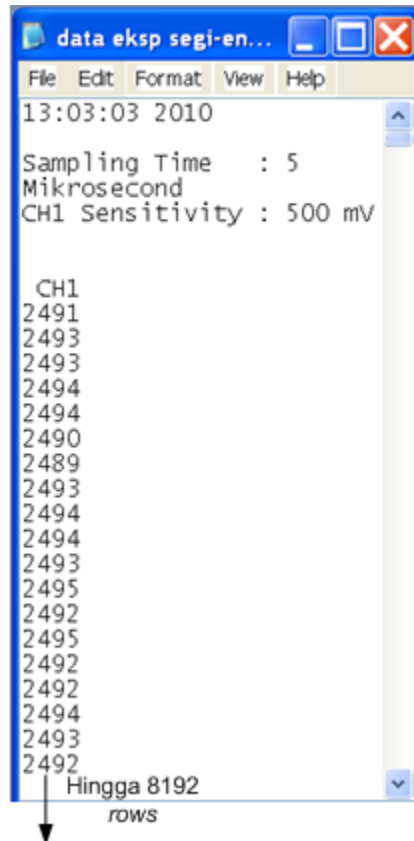 data eksp segi-en...
File Edit Format View Help
13:03:03 2010
Sampling Time : 5
Mikrosecond
CH1 Sensitivity : 500 mV
CH1
2491
2493
2493
2494
2494
2490
2489
2493
2494
2494
2493
2495
2492
2495
2492
2492
2494
2493
2492
Hingga 8192
rows